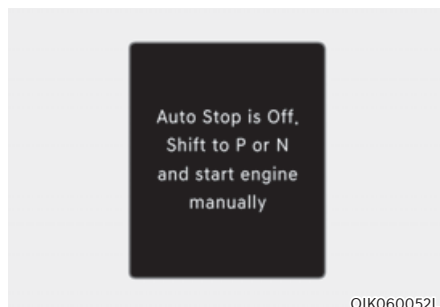 Auto Stop is Off.
Shift to P or N
and start engine
manually
OIK060052L